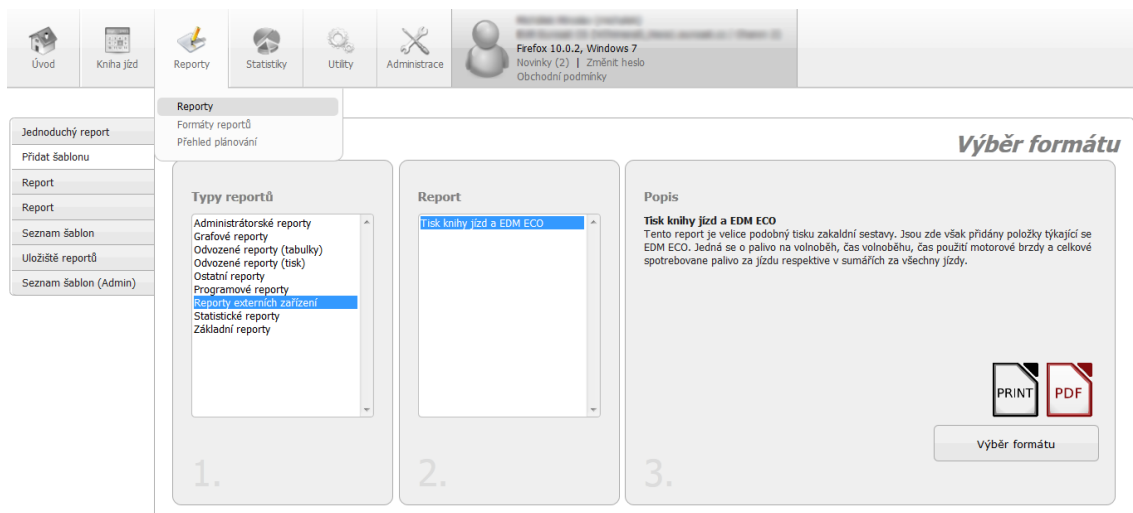 Úvod
Kniha jízd
Reporty
Statistiky
Utility
Administrace
Firefox 10.0.2, Windows 7
Novinky (2) | Změnit heslo
Obchodní podmínky
Reporty
Formáty reportů
Přehled plánování
Jednoduchý report
Přidat šablonu
Report
Report
Seznam šablon
Uložiště reportů
Seznam šablon (Admin)
Výběr formátu
Typy reportů
Administrátorské reporty
Grafové reporty
Odvozené reporty (tabulky)
Odvozené reporty (tisk)
Ostatní reporty
Programové reporty
Reporty externích zařízení
Statistické reporty
Základní reporty
1.
Report
Tisk knihy jízd a EDM ECO
2.
Popis
Tisk knihy jízd a EDM ECO
Tento report je velice podobný tisku zakaldní sestavy. Jsou zde však přidány položky týkající se
EDM ECO. Jedná se o palivo na volnoběh, čas volnoběhu, čas použití motorové brzdy a celkové
spotrebovane palivo za jízdu respektive v sumářích za všechny jízdy.
PRINT
PDF
Výběr formátu
3.